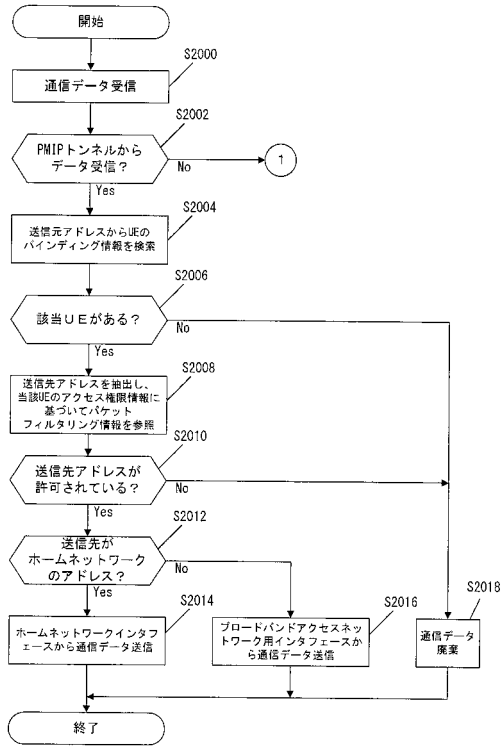 開始
S2000
通信データ受信
S2002
PMIPトンネルから
データ受信?
No
1
Yes
S2004
送信元アドレスからUEの
バインディング情報を検索
S2006
該当UEがある?
No
Yes
S2008
送信先アドレスを抽出し、
当該UEのアクセス権限情報に
基づいてパケット
フィルタリング情報を参照
S2010
送信先アドレスが
許可されている?
No
Yes
S2012
送信先が
ホームネットワーク
のアドレス?
No
Yes
S2014
ホームネットワークインタフ
ェースから通信データ送信
S2016
ブロードバンドアクセスネッ
トワーク用インタフェースか
ら通信データ送信
S2018
通信データ
廃棄
終了